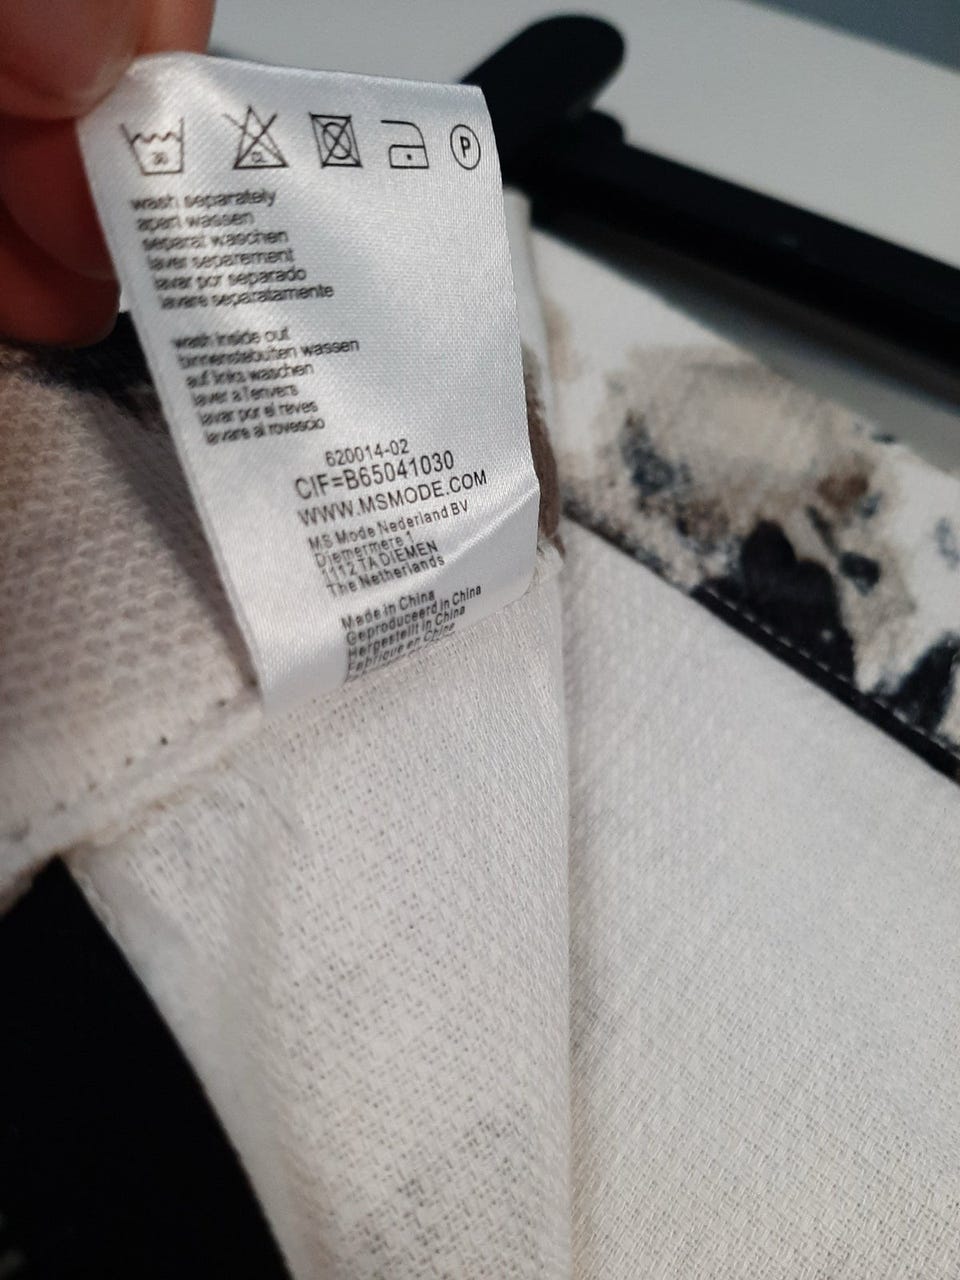 30
CL
P
wash separately
apart wassen
separat waschen
laver separement
lavar por separado
lavare separatamente
wash inside out
binnenstebuiten wassen
auf links waschen
laver a l'envers
lavar por el reves
lavare al rovescio
620014-02
CIF=B65041030
WWW.MSMODE.COM
MS Mode Nederland BV
Diemermere 1
1112 TA DIEMEN
The Netherlands
Made in China
Geproduceerd in China
Hergestellt in China
Fabrique en Chine